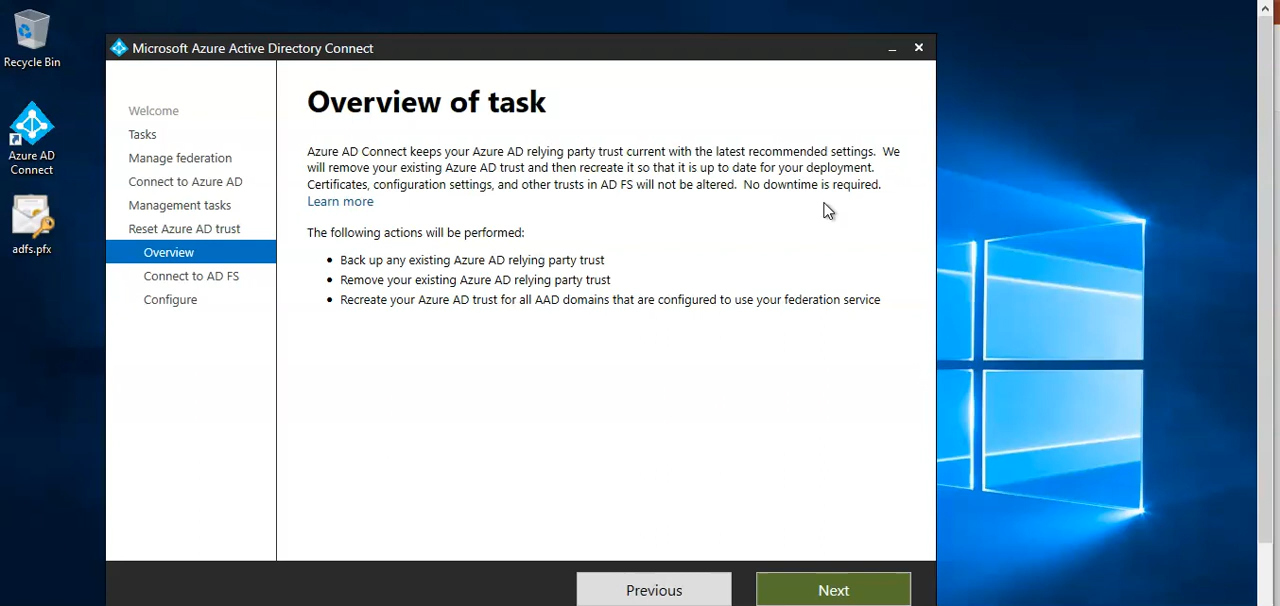 Recycle Bin
Azure AD
Connect
adfs.pfx
Microsoft Azure Active Directory Connect
Welcome
Tasks
Manage federation
Connect to Azure AD
Management tasks
Reset Azure AD trust
Overview
Connect to AD FS
Configure
Overview of task
Azure AD Connect keeps your Azure AD relying party trust current with the latest recommended settings. We
will remove your existing Azure AD trust and then recreate it so that it is up to date for your deployment.
Certificates, configuration settings, and other trusts in AD FS will not be altered. No downtime is required.
Learn more
The following actions will be performed:
• Back up any existing Azure AD relying party trust
• Remove your existing Azure AD relying party trust
• Recreate your Azure AD trust for all AAD domains that are configured to use your federation service
Previous
Next